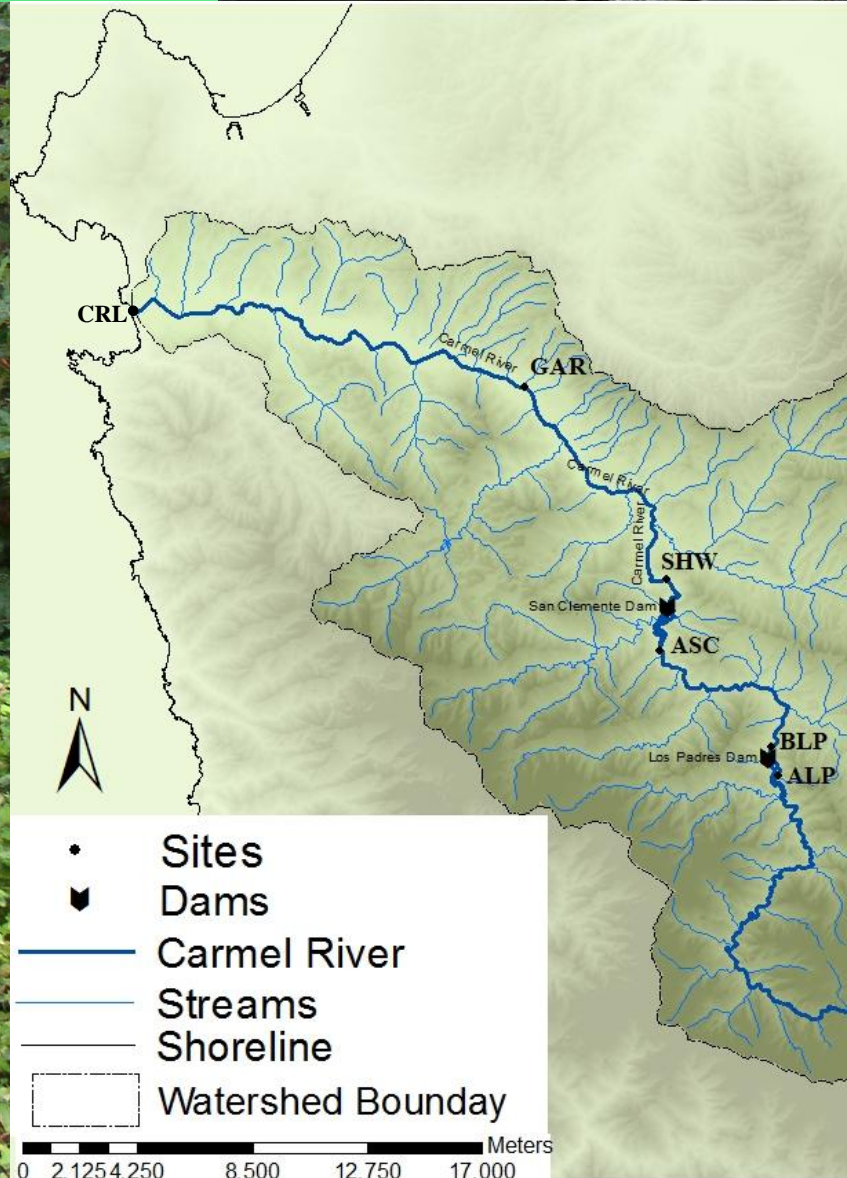 CRL
Carmel River
GAR
Carmel River
Carmel River
SHW
San Clemente Dam
ASC
BLP
Los Padres Dam
ALP
N
Sites
Dams
Carmel River
Streams
Shoreline
Watershed Bounday
Meters
0 2,125 4,250 8,500 12,750 17,000